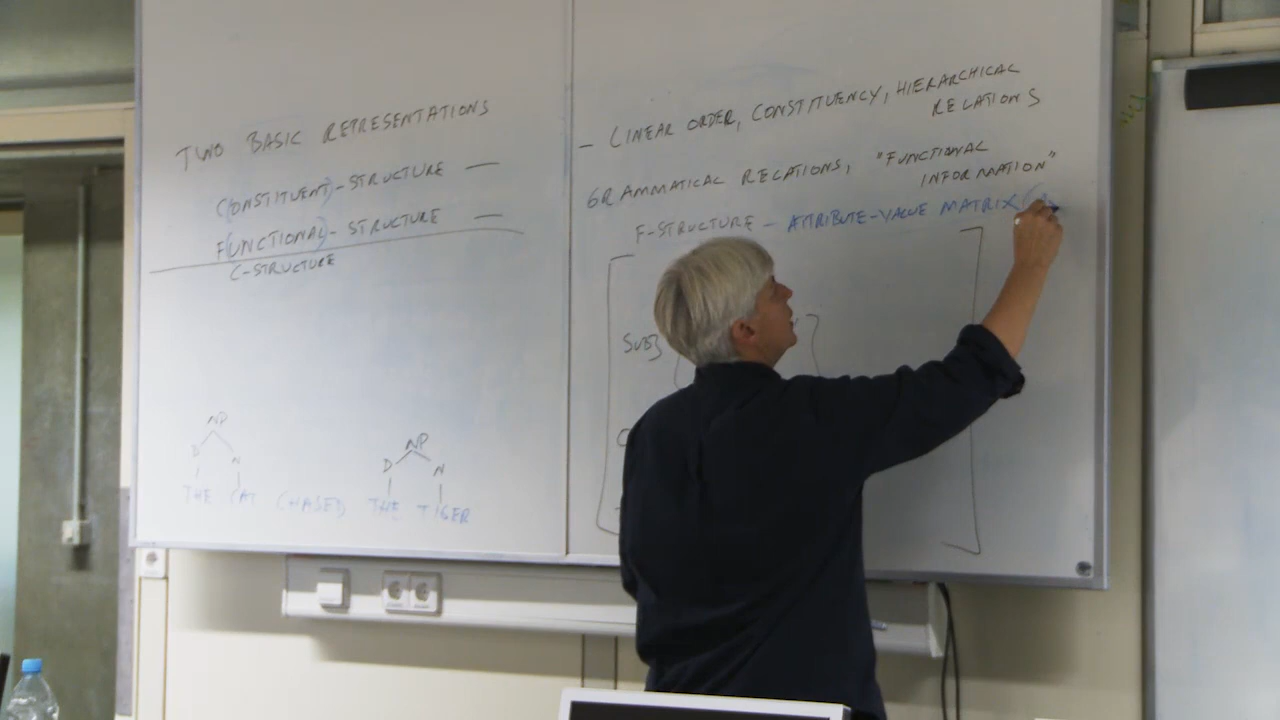 TWO BASIC REPRESENTATIONS
C(ONSTITUENT)-STRUCTURE —
F(UNCTIONAL)-STRUCTURE —
C-STRUCTURE
NP
D N
THE CAT CHASED
NP
D N
THE TIGER
– LINEAR ORDER, CONSTITUENCY, HIERARCHICAL
RELATIONS
GRAMMATICAL RELATIONS, "FUNCTIONAL
INFORMATION"
F-STRUCTURE – ATTRIBUTE-VALUE MATRIX (
SUBJ